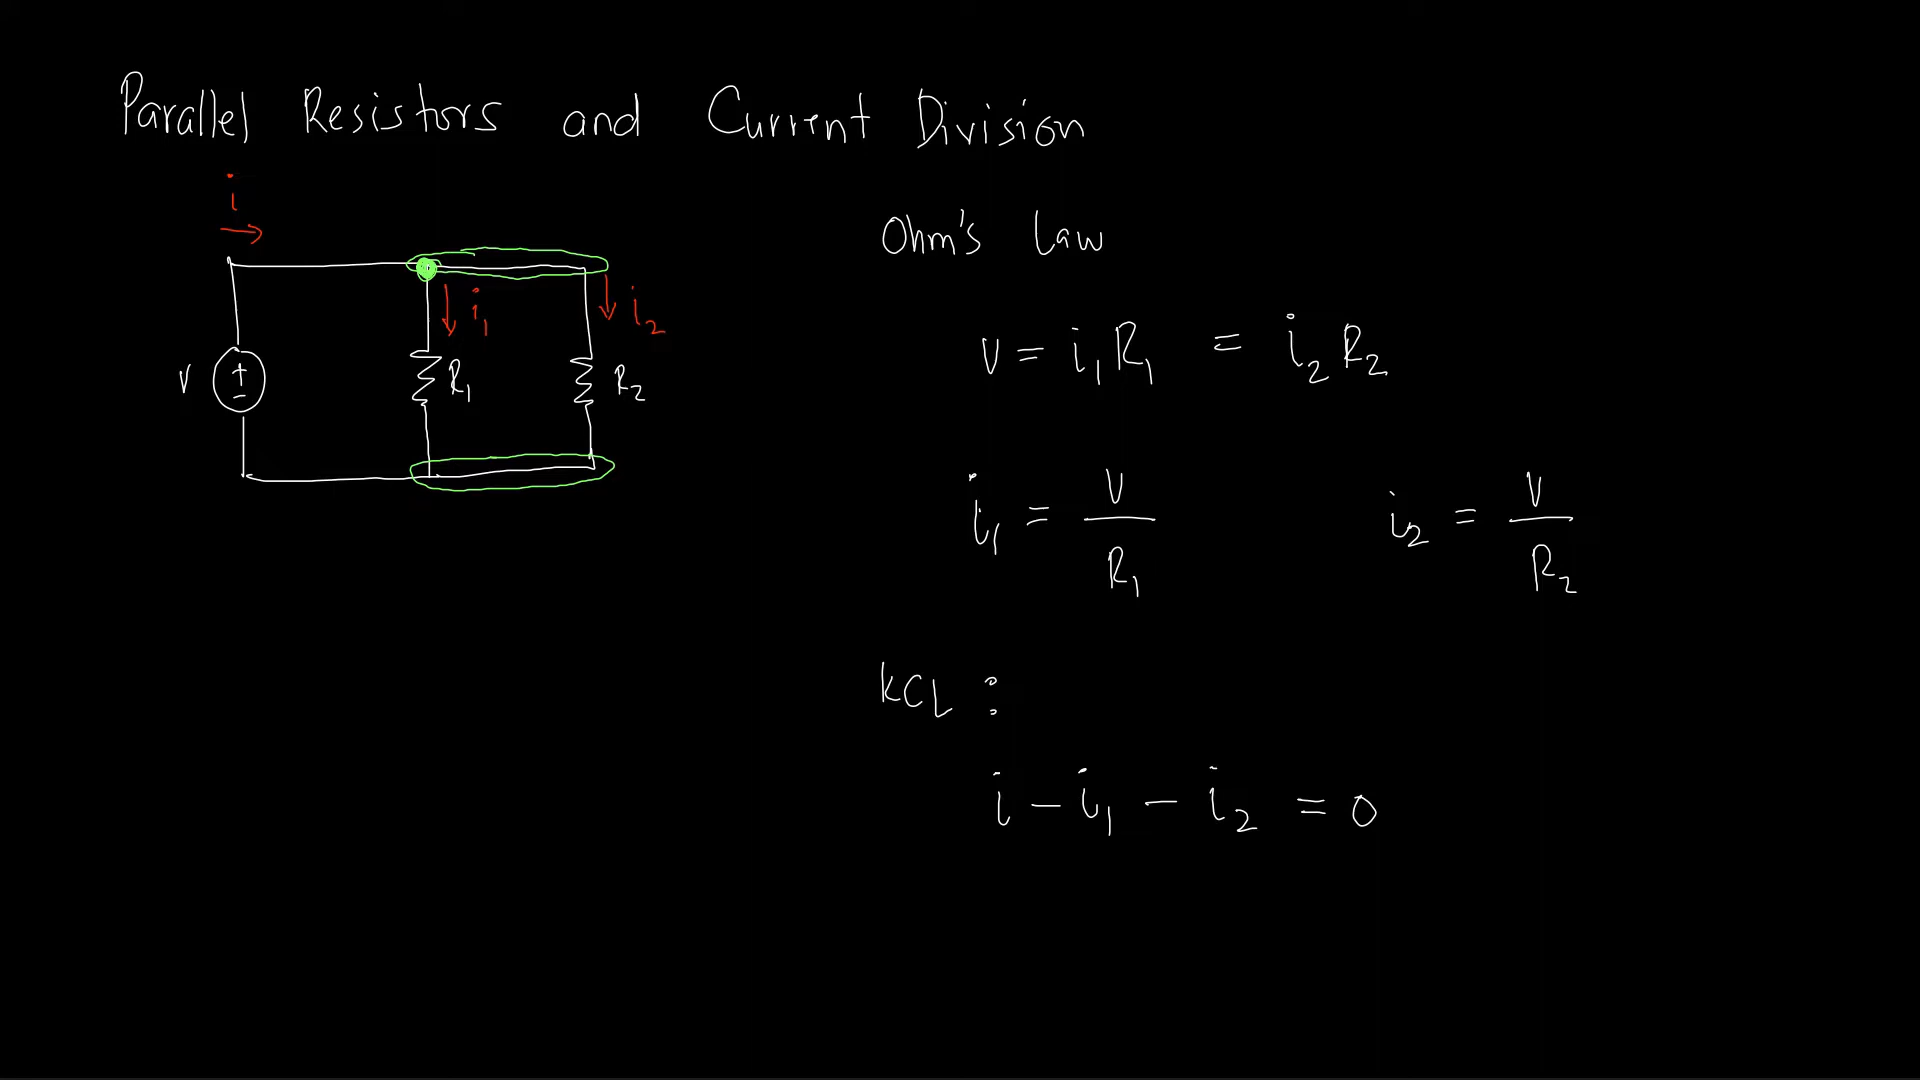 Parallel Resistors and Current Division
i
i₁
i₂
V
+
−
R₁
R₂
Ohm's Law
V = i₁R₁ = i₂R₂
i₁ = V/R₁
i₂ = V/R₂
KCL :
i − i₁ − i₂ = 0